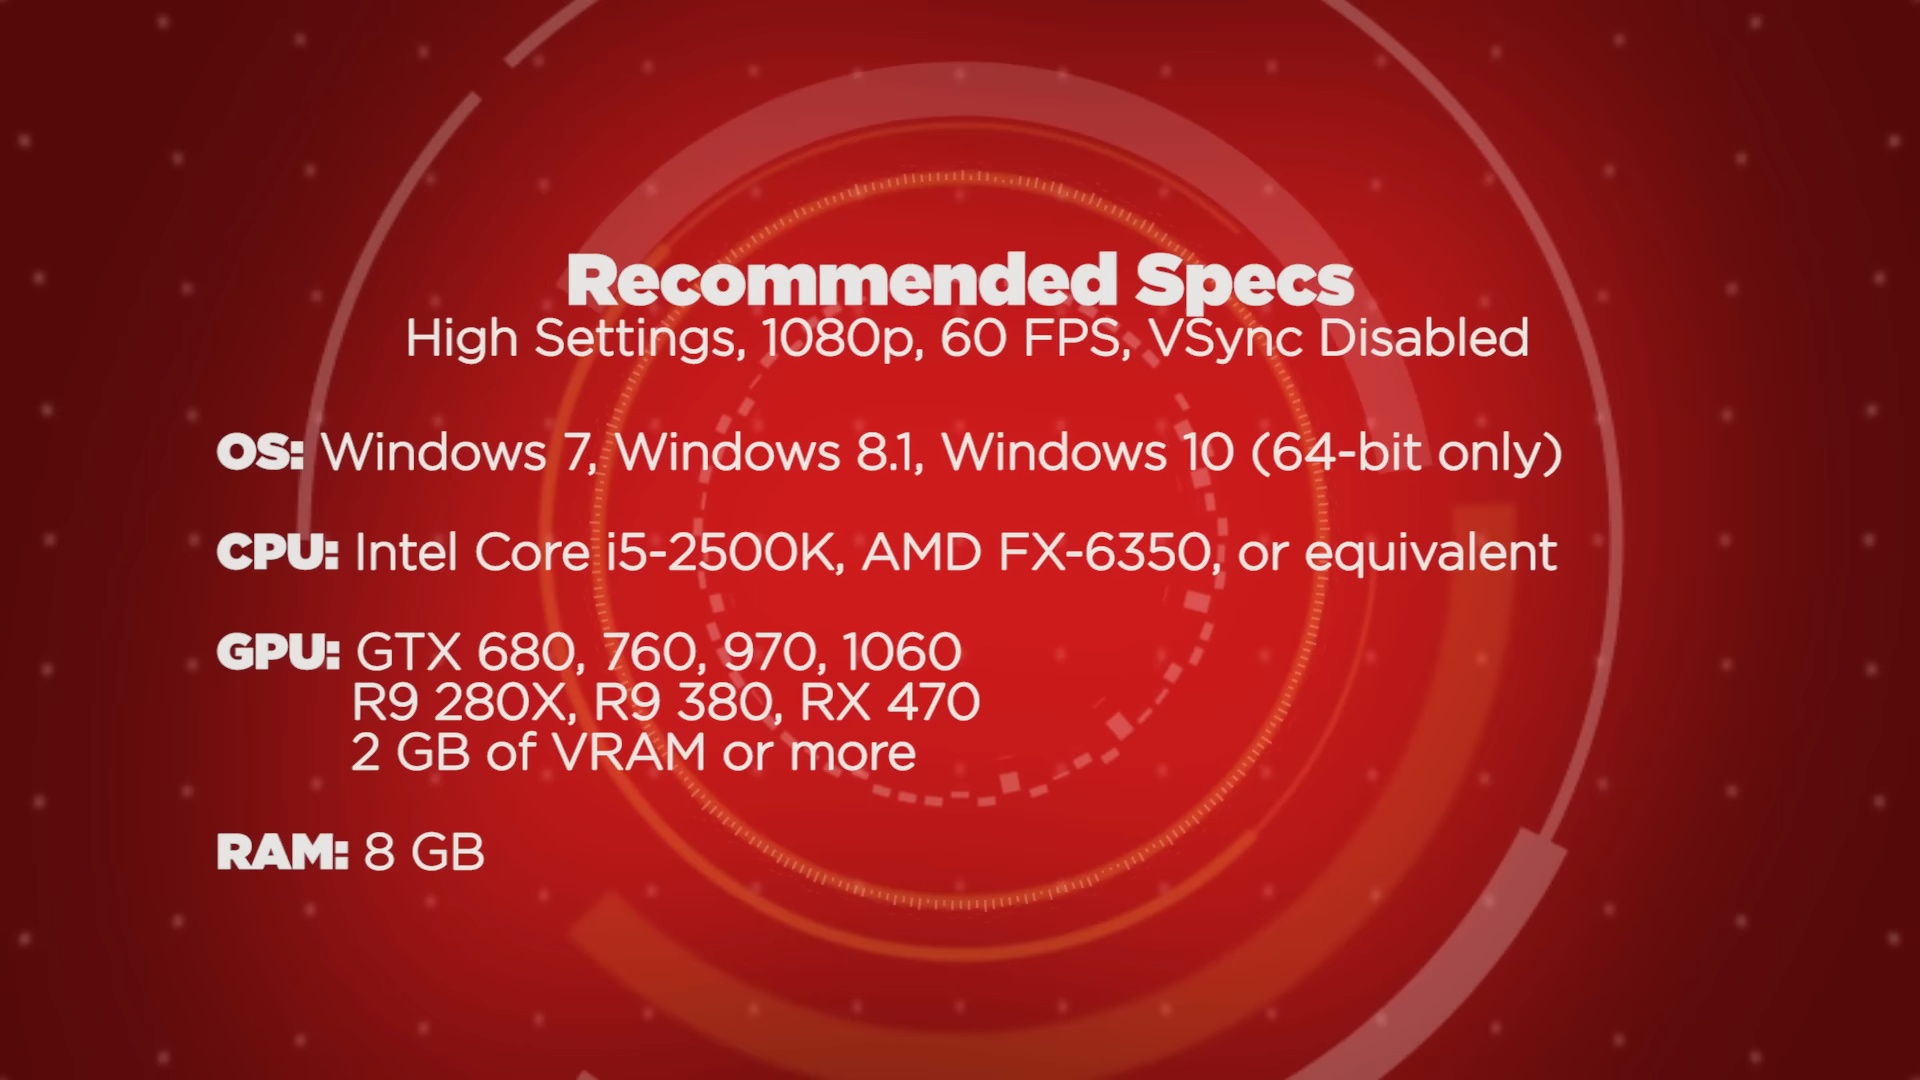 Recommended Specs
High Settings, 1080p, 60 FPS, VSync Disabled
OS: Windows 7, Windows 8.1, Windows 10 (64-bit only)
CPU: Intel Core i5-2500K, AMD FX-6350, or equivalent
GPU: GTX 680, 760, 970, 1060
R9 280X, R9 380, RX 470
2 GB of VRAM or more
RAM: 8 GB